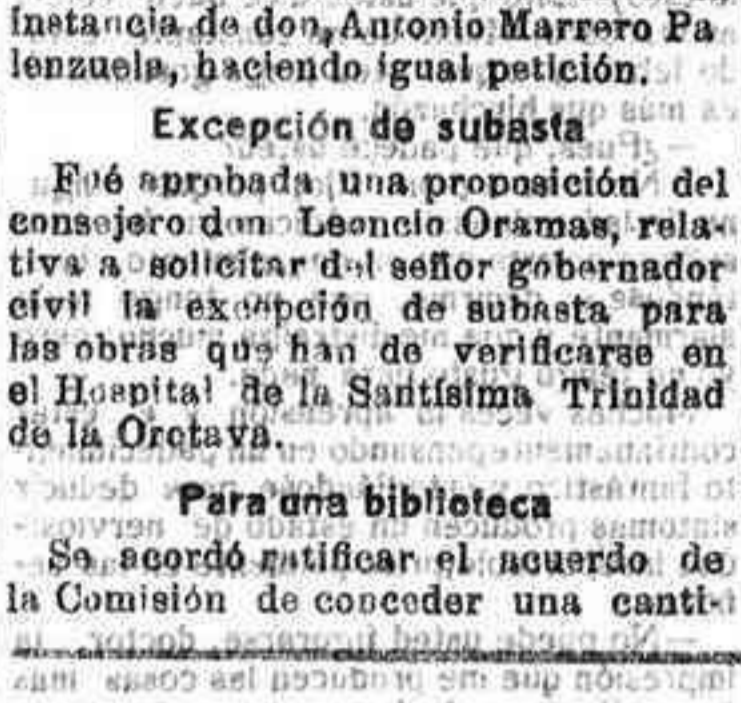 instancia de don Antonio Marrero Pa
lenzuela, haciendo igual petición.
Excepción de subasta
Fué aprobada una proposición del
consejero don Leoncio Oramas, rela-
tiva a solicitar del señor gobernador
civil la excepción de subasta para
las obras que han de verificarse en
el Hospital de la Santísima Trinidad
de la Orotava.
Para una biblioteca
Se acordó ratificar el acuerdo de
la Comisión de conceder una canti-